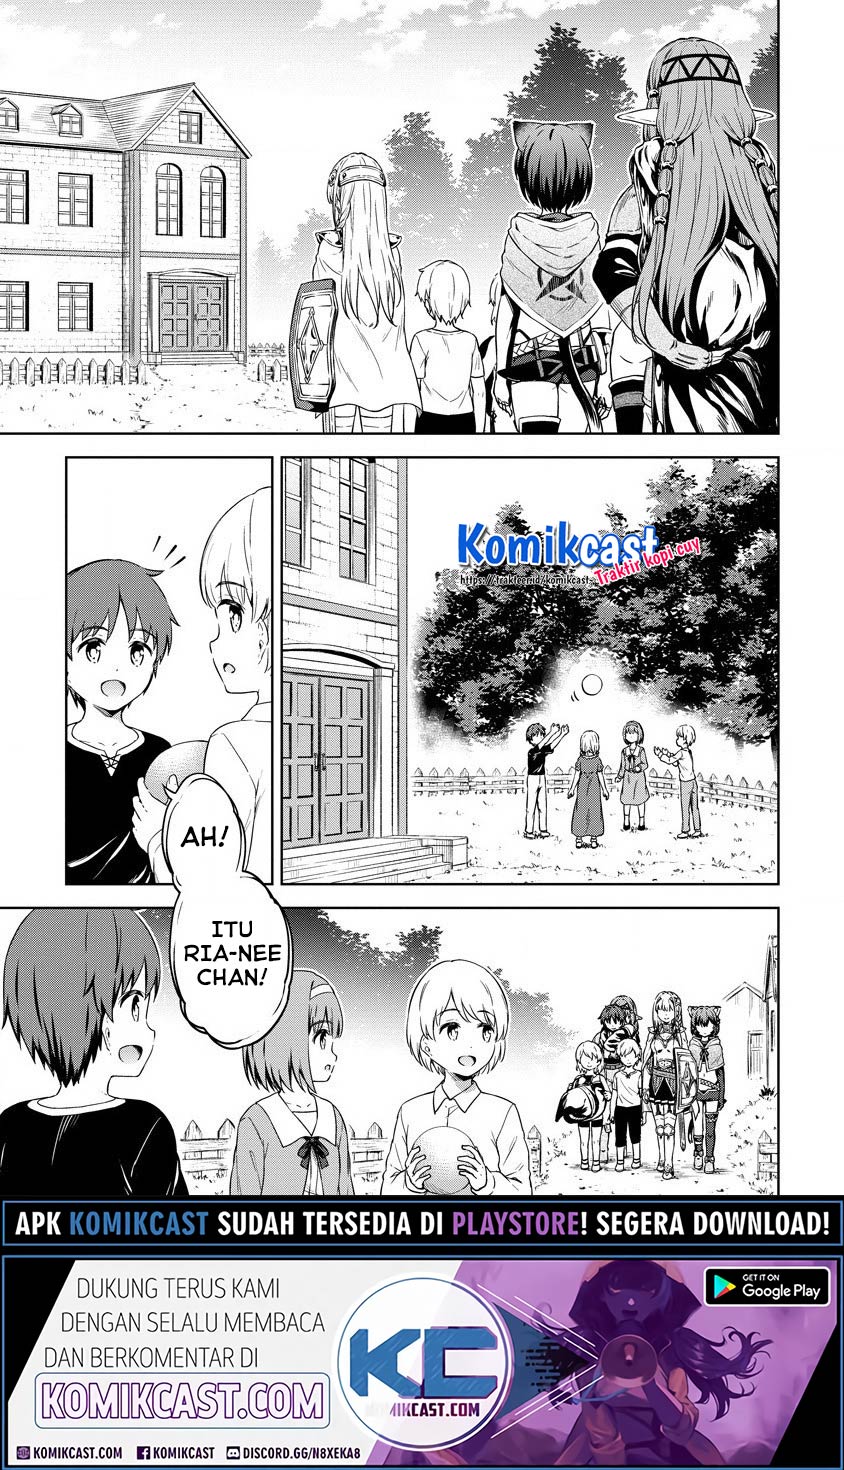 Komikcast
https://trakteer.id/komikcast
Traktir kopi cuy
AH!
ITU
RIA-NEE
CHAN!
APK KOMIKCAST SUDAH TERSEDIA DI PLAYSTORE! SEGERA DOWNLOAD!
DUKUNG TERUS KAMI
DENGAN SELALU MEMBACA
DAN BERKOMENTAR DI
KOMIKCAST.COM
KC
KOMIKCAST.COM
GET IT ON
Google Play
KOMIKCAST.COM
KOMIKCAST
DISCORD.GG/N8XEKA8